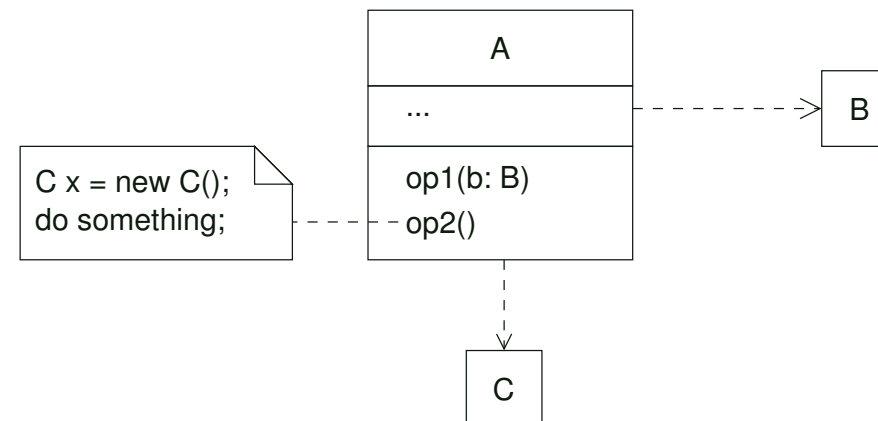 A
...
B
C x = new C();
do something;
op1(b: B)
op2()
C